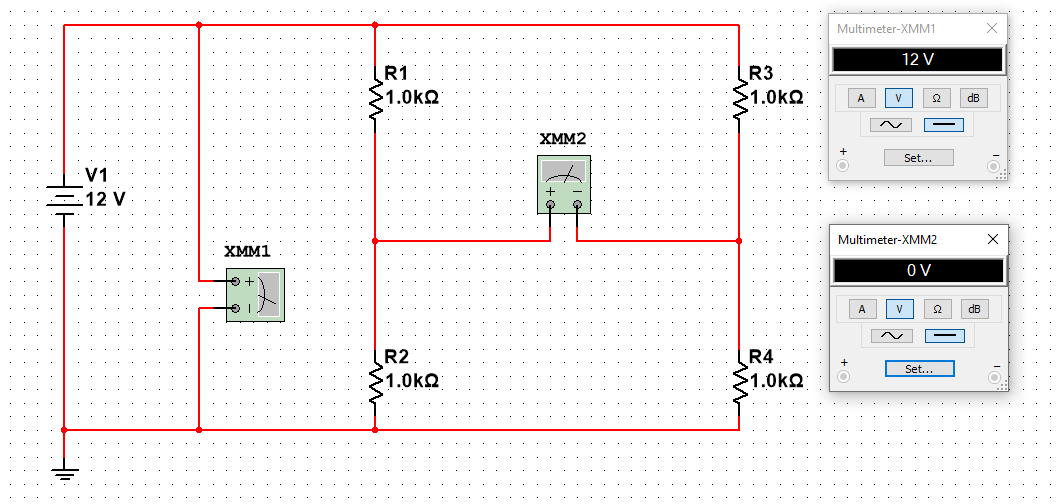 V1
12 V
XMM1
+
−
R1
1.0kΩ
R2
1.0kΩ
XMM2
+ −
R3
1.0kΩ
R4
1.0kΩ
Multimeter-XMM1
12 V
A V Ω dB
Set...
+ −
Multimeter-XMM2
0 V
A V Ω dB
Set...
+ −